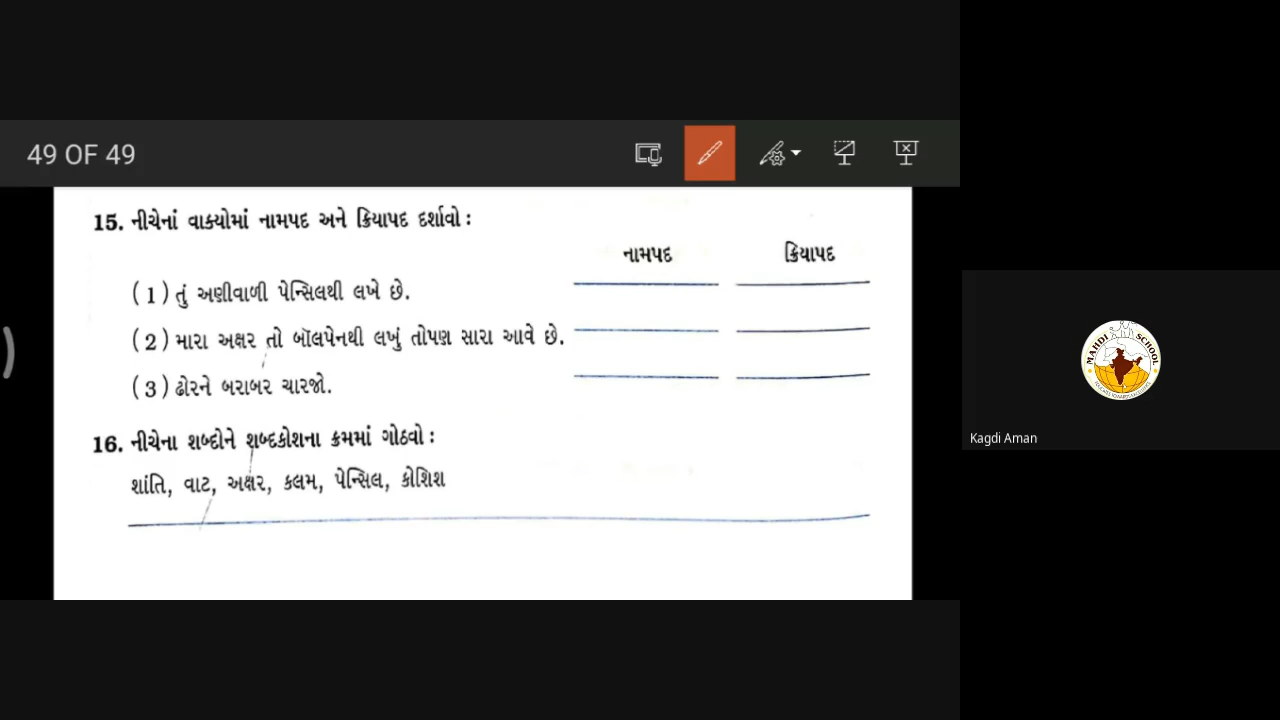 49 OF 49
15. નીચેનાં વાક્યોમાં નામપદ અને ક્રિયાપદ દર્શાવો :
નામપદ ક્રિયાપદ
(1) તું અણીવાળી પેન્સિલથી લખે છે.
(2) મારા અક્ષર તો બૉલપેનથી લખું તોપણ સારા આવે છે.
(3) ઢોરને બરાબર ચારજો.
16. નીચેના શબ્દોને શબ્દકોશના ક્રમમાં ગોઠવો :
શાંતિ, વાટ, અક્ષર, કલમ, પેન્સિલ, કોશિશ
MAHDI SCHOOL
Kagdi Aman